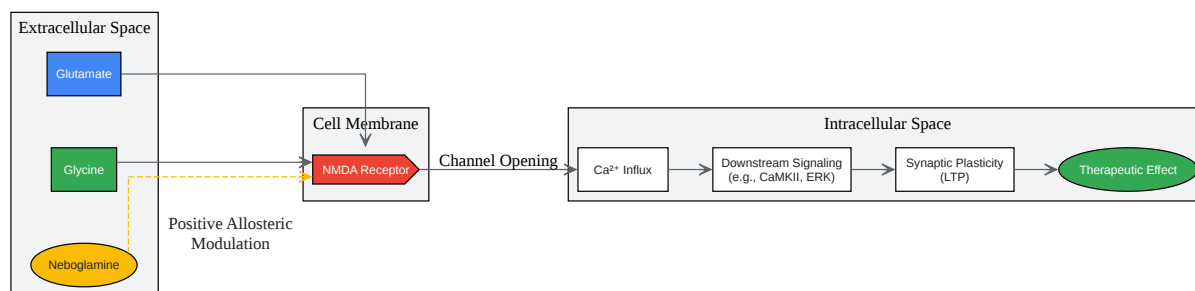 Extracellular Space
Glutamate
Glycine
Neboglamine
Positive Allosteric
Modulation
Cell Membrane
NMDA Receptor
Channel Opening
Intracellular Space
Ca²⁺ Influx
Downstream Signaling
(e.g., CaMKII, ERK)
Synaptic Plasticity
(LTP)
Therapeutic Effect